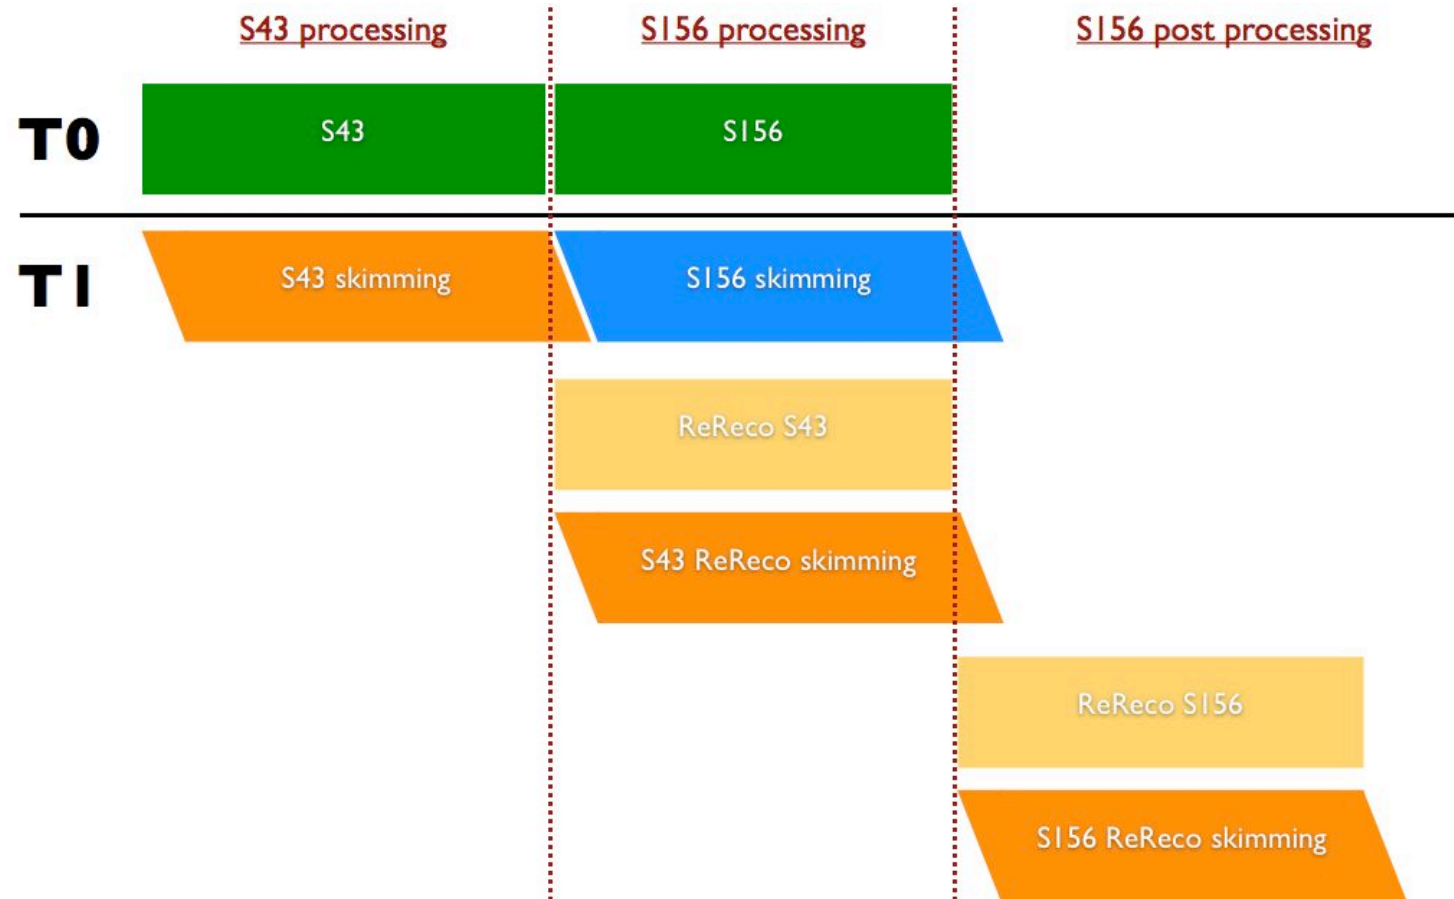 S43 processing
S156 processing
S156 post processing
T0
S43
S156
T1
S43 skimming
S156 skimming
ReReco S43
S43 ReReco skimming
ReReco S156
S156 ReReco skimming